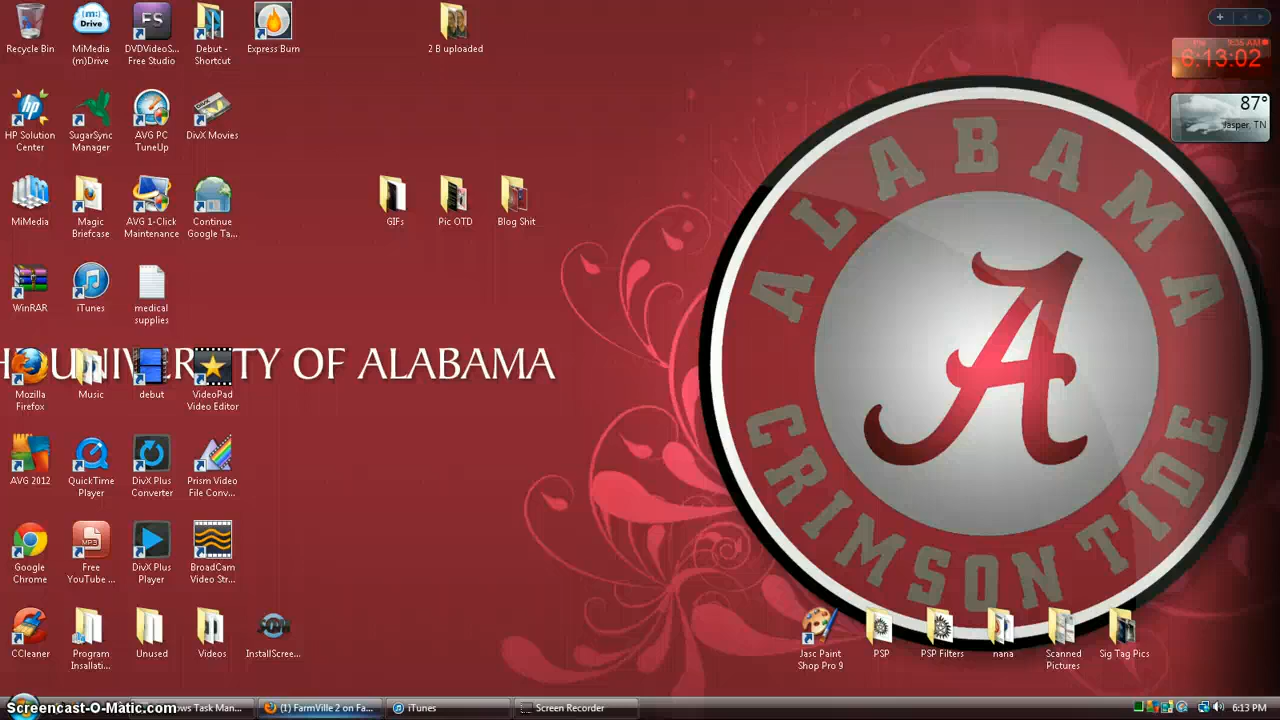 Recycle Bin
MiMedia
(m)Drive
DVDVideoS...
Free Studio
Debut -
Shortcut
Express Burn
2 B uploaded
6:13:02
87°
Jasper, TN
HP Solution
Center
SugarSync
Manager
AVG PC
TuneUp
DivX Movies
MiMedia
Magic
Briefcase
AVG 1-Click
Maintenance
Continue
Google Ta...
GIFs
Pic OTD
Blog Shit
WinRAR
iTunes
medical
supplies
UNIVERSITY OF ALABAMA
Mozilla
Firefox
Music
debut
VideoPad
Video Editor
ALABAMA
A
CRIMSON TIDE
AVG 2012
QuickTime
Player
DivX Plus
Converter
Prism Video
File Conv...
Google
Chrome
Free
YouTube ...
DivX Plus
Player
BroadCam
Video Str...
CCleaner
Program
Insallati...
Unused
Videos
InstallScree...
Jasc Paint
Shop Pro 9
PSP
PSP Filters
nana
Scanned
Pictures
Sig Tag Pics
Screencast-O-Matic.com
ws Task Man...
(1) FarmVille 2 on Fa...
iTunes
Screen Recorder
6:13 PM